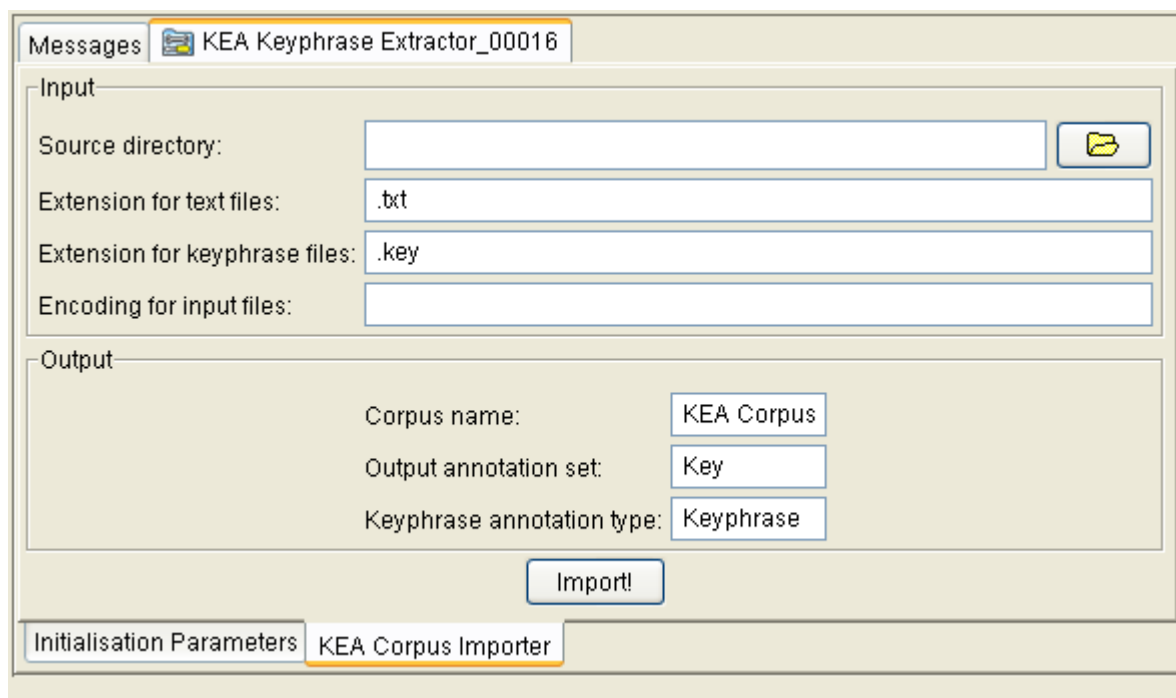 Messages KEA Keyphrase Extractor_00016
Input
Source directory:
Extension for text files: .txt
Extension for keyphrase files: .key
Encoding for input files:
Output
Corpus name: KEA Corpus
Output annotation set: Key
Keyphrase annotation type: Keyphrase
Import!
Initialisation Parameters KEA Corpus Importer